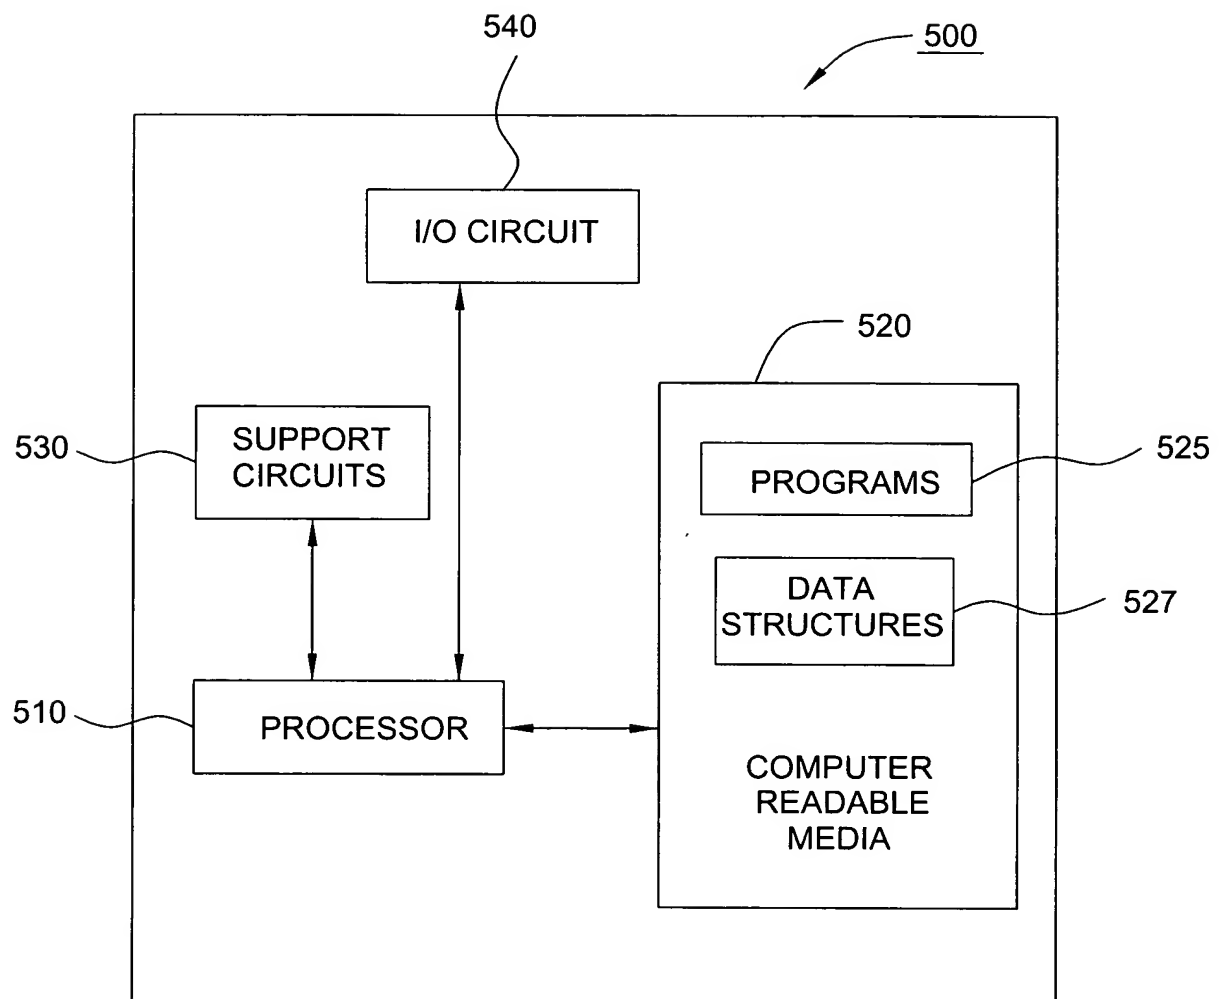 540
500
I/O CIRCUIT
520
530
SUPPORT
CIRCUITS
PROGRAMS
525
DATA
STRUCTURES
527
510
PROCESSOR
COMPUTER
READABLE
MEDIA